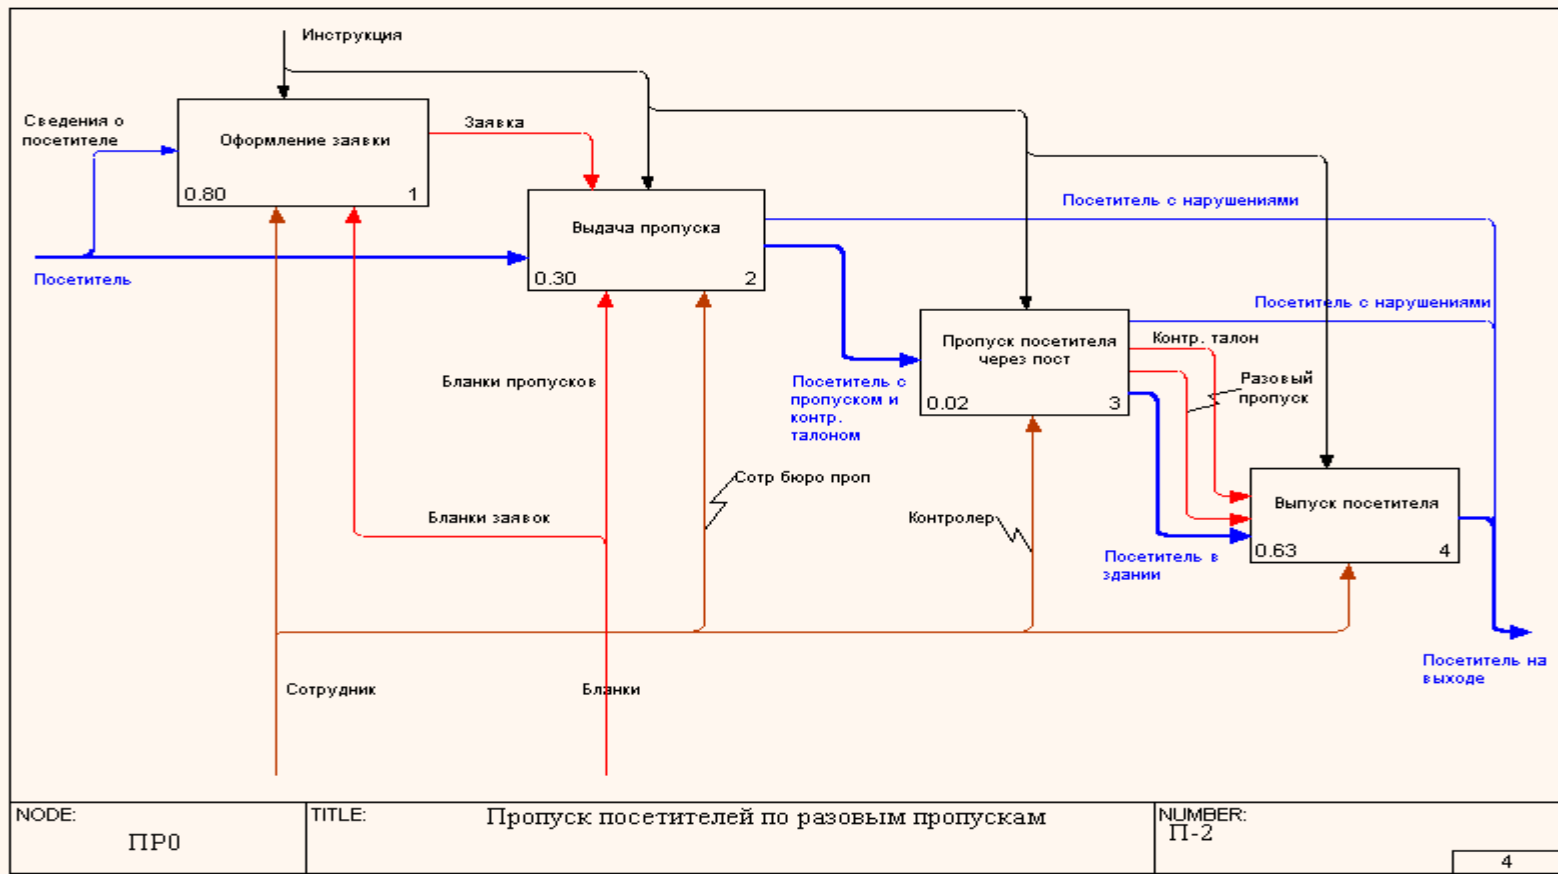 Инструкция
Сведения о
посетителе
Оформление заявки
0.80
1
Заявка
Посетитель
Выдача пропуска
0.30
2
Посетитель с нарушениями
Посетитель с нарушениями
Пропуск посетителя
через пост
0.02
3
Контр. талон
Разовый
пропуск
Бланки пропусков
Посетитель с
пропуском и
контр.
талоном
Сотр бюро проп
Бланки заявок
Контролер
Выпуск посетителя
0.63
4
Посетитель в
здании
Сотрудник
Бланки
Посетитель на
выходе
NODE:
ПР0
TITLE:
Пропуск посетителей по разовым пропускам
NUMBER:
П-2
4